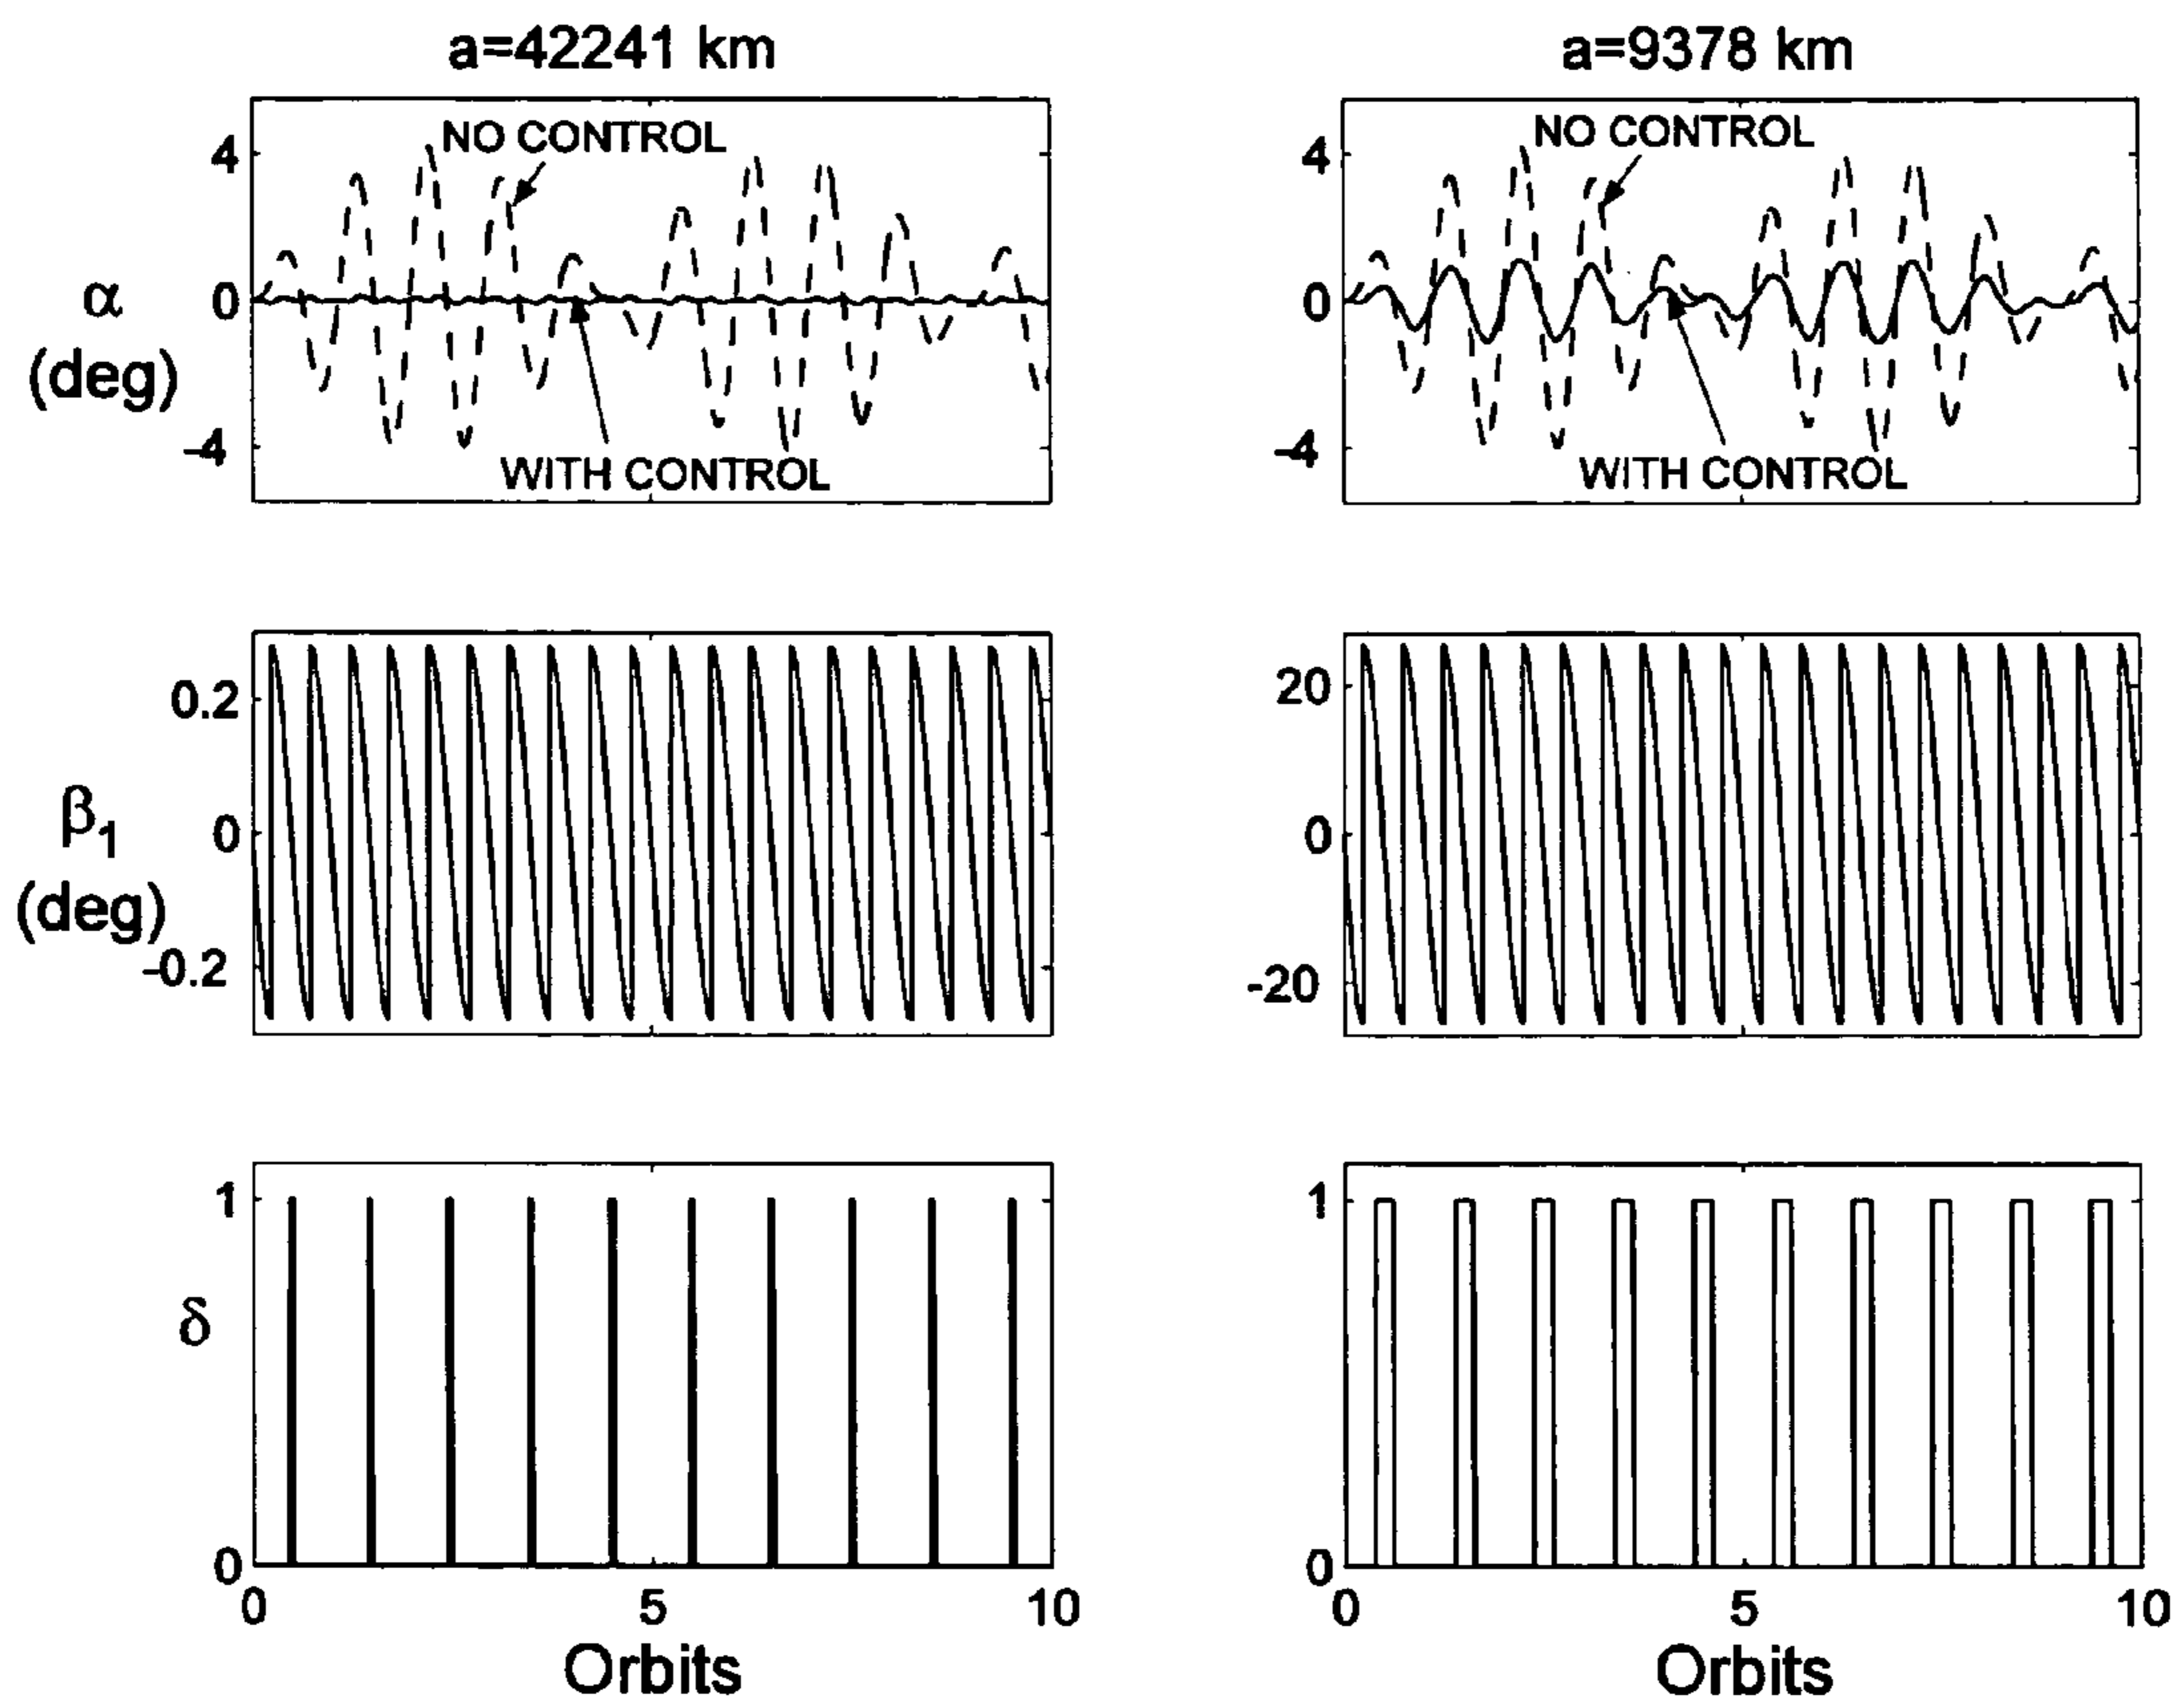 a=42241 km
a=9378 km
NO CONTROL
NO CONTROL
4
4
α
0
0
(deg)
-4
-4
WITH CONTROL
WITH CONTROL
0.2
20
β1
0
0
(deg)
-0.2
-20
1
1
δ
0
0
0
5
10
0
5
10
Orbits
Orbits